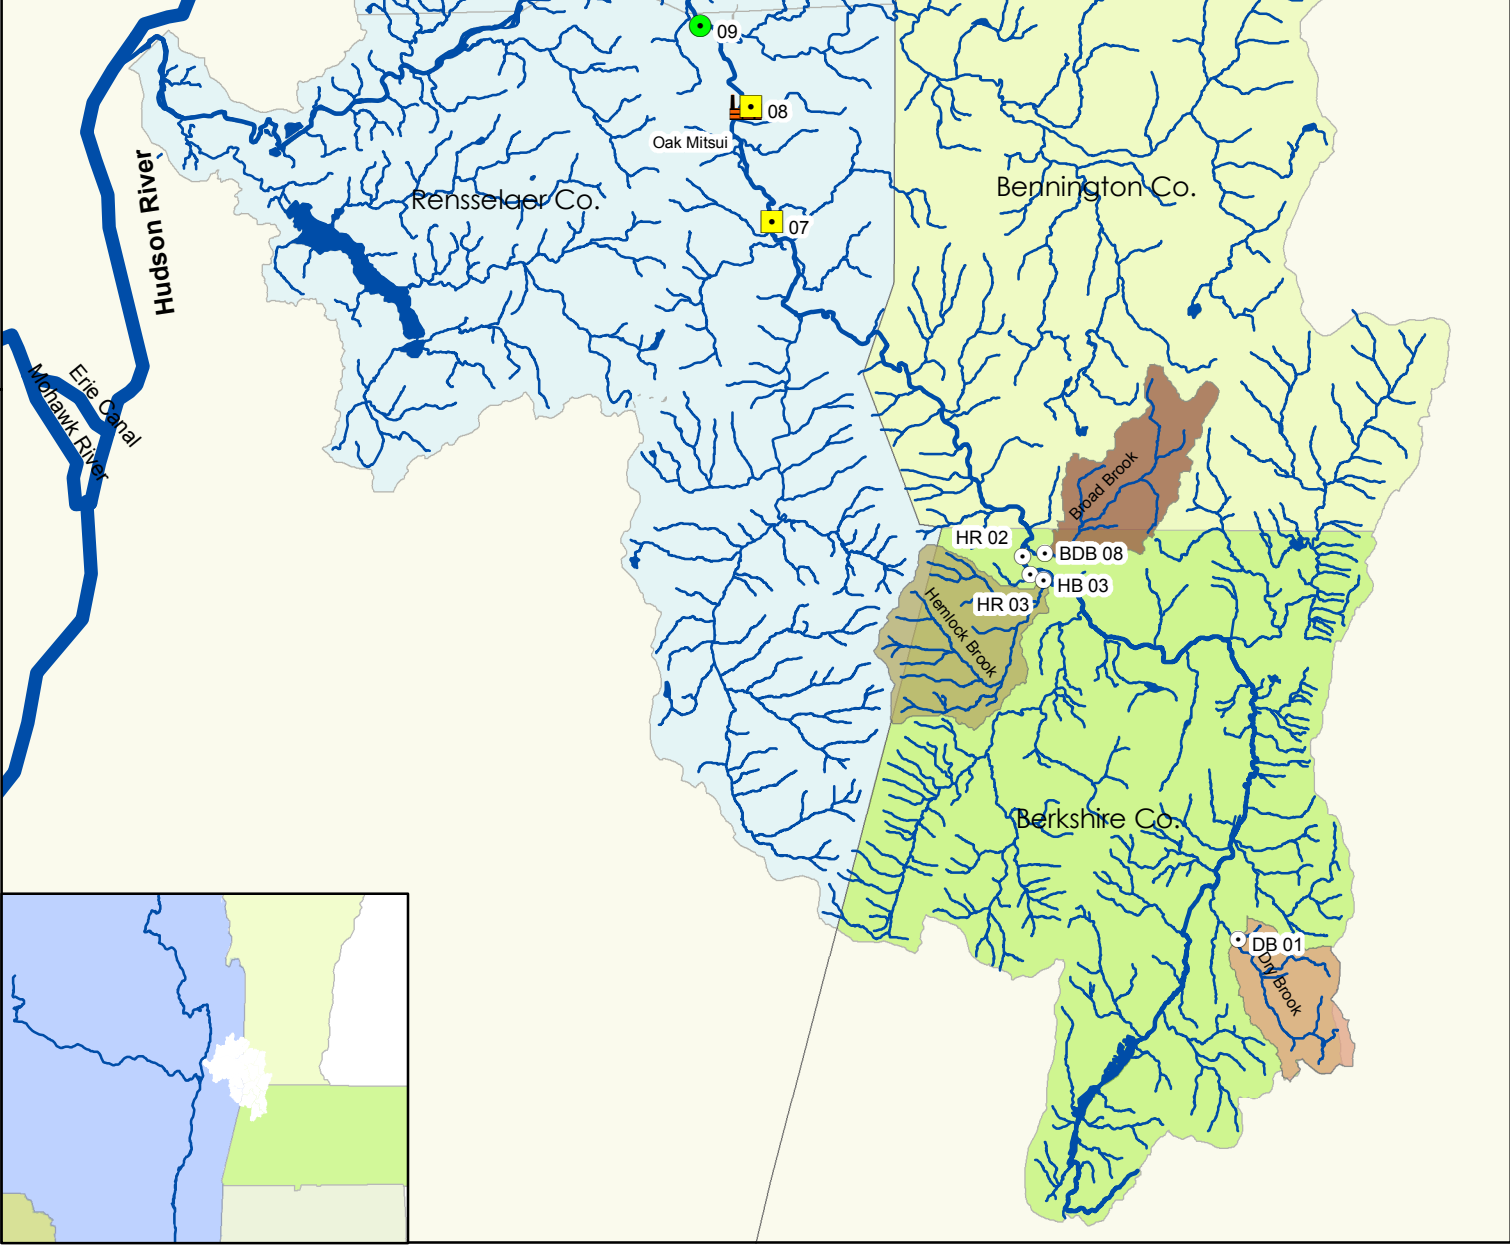 09
08
Oak Mitsui
Rensselaer Co.
Bennington Co.
07
Hudson River
Erie Canal
Mohawk River
Broad Brook
HR 02
BDB 08
HB 03
HR 03
Hemlock Brook
Berkshire Co.
DB 01
Dry Brook